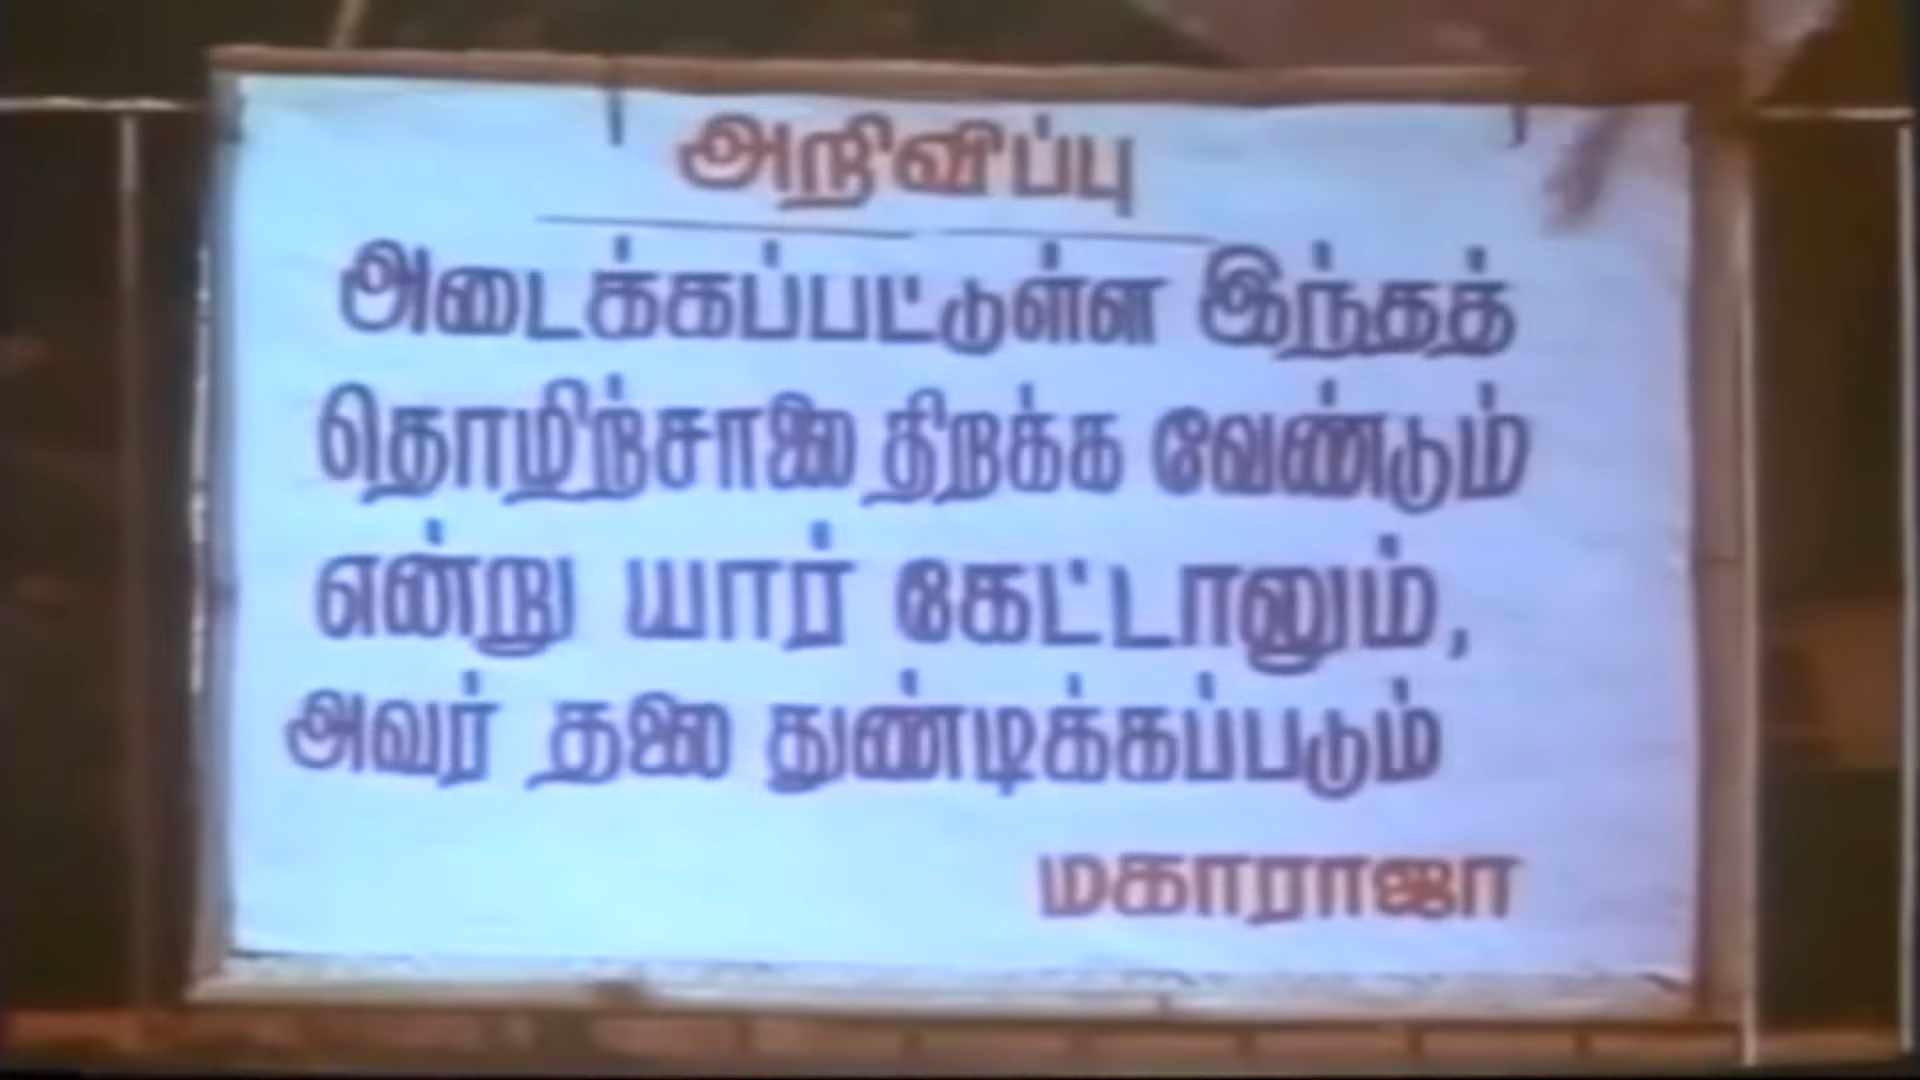 அறிவிப்பு
அடைக்கப்பட்டுள்ள இந்தத்
தொழிற்சாலை திறக்க வேண்டும்
என்று யார் கேட்டாலும்,
அவர் தலை துண்டிக்கப்படும்
மகாராஜா